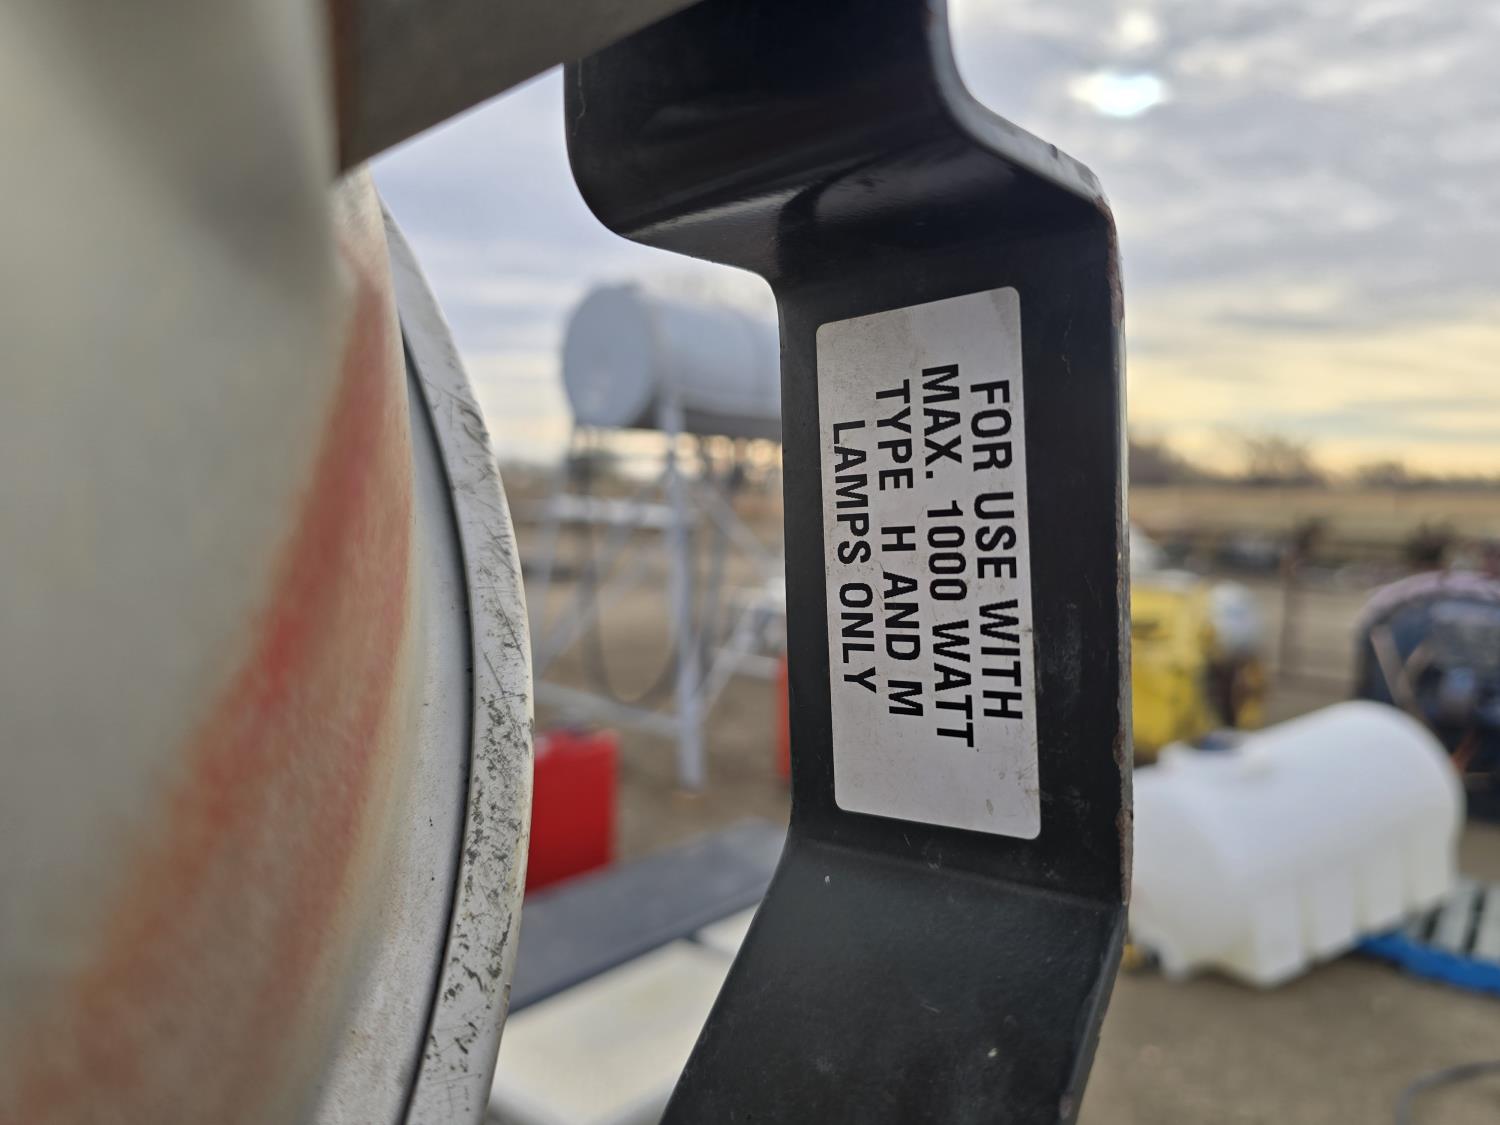 FOR USE WITH
MAX. 1000 WATT
TYPE H AND M
LAMPS ONLY